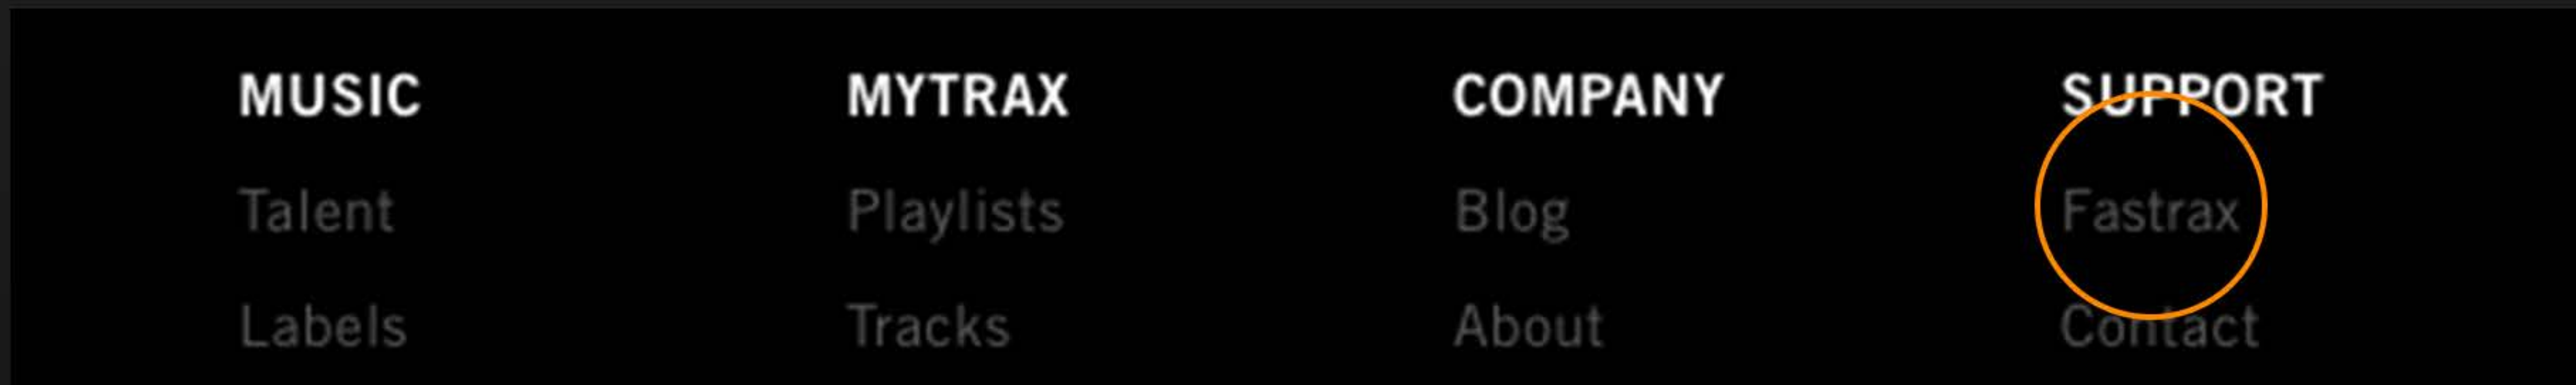 MUSIC MYTRAX COMPANY SUPPORT
Talent Playlists Blog Fastrax
Labels Tracks About Contact